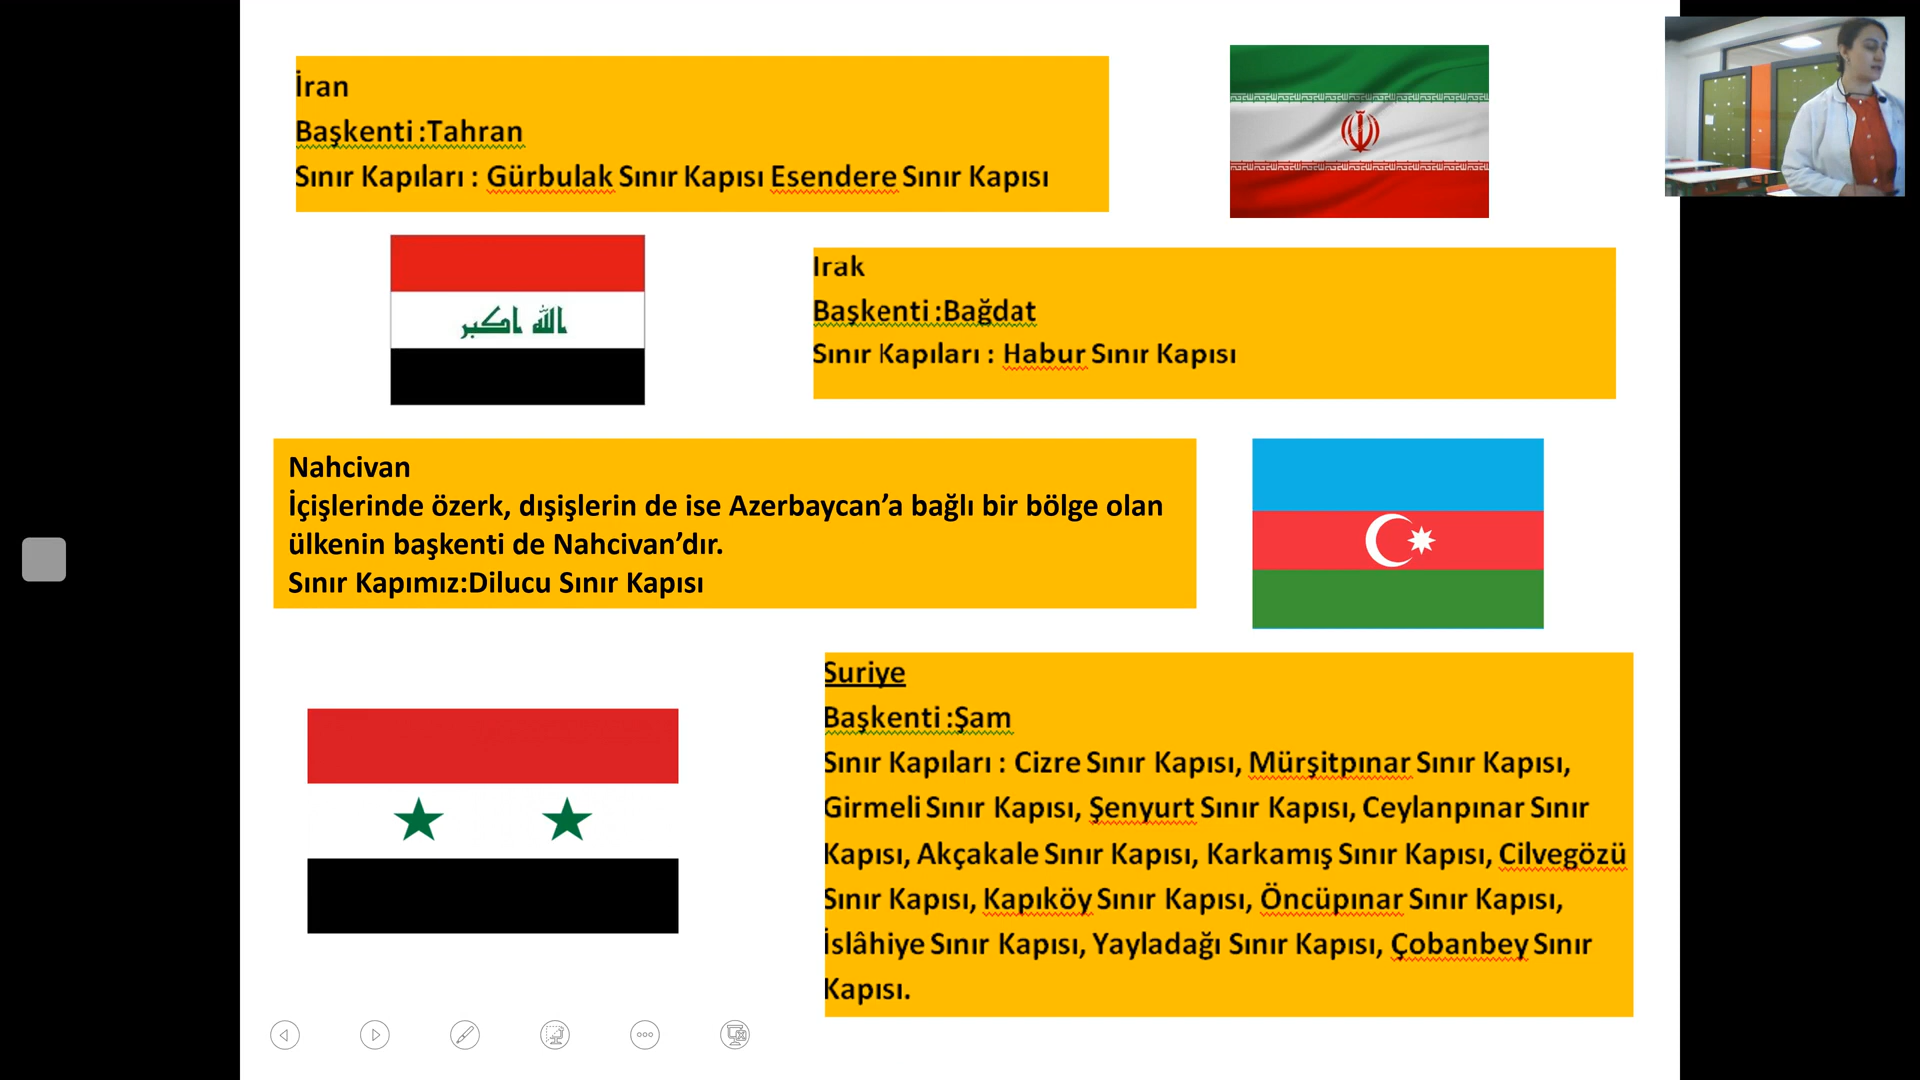 İran
Başkenti :Tahran
Sınır Kapıları : Gürbulak Sınır Kapısı Esendere Sınır Kapısı
الله اكبر
Irak
Başkenti :Bağdat
Sınır Kapıları : Habur Sınır Kapısı
Nahcivan
İçişlerinde özerk, dışişlerin de ise Azerbaycan’a bağlı bir bölge olan
ülkenin başkenti de Nahcivan’dır.
Sınır Kapımız:Dilucu Sınır Kapısı
Suriye
Başkenti :Şam
Sınır Kapıları : Cizre Sınır Kapısı, Mürşitpınar Sınır Kapısı,
Girmeli Sınır Kapısı, Şenyurt Sınır Kapısı, Ceylanpınar Sınır
Kapısı, Akçakale Sınır Kapısı, Karkamış Sınır Kapısı, Cilvegözü
Sınır Kapısı, Kapıköy Sınır Kapısı, Öncüpınar Sınır Kapısı,
İslâhiye Sınır Kapısı, Yayladağı Sınır Kapısı, Çobanbey Sınır
Kapısı.